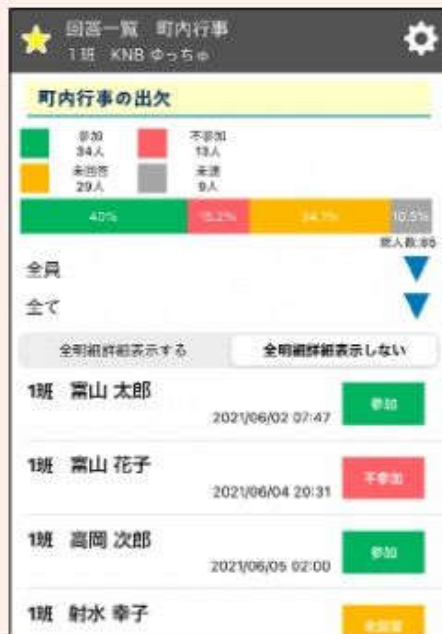 回答一覧 町内行事
1班 KNB ゆっちゅ
町内行事の出欠
参加 不参加
34人 13人
未回答 未達
29人 9人
40% 15.2% 34.1% 10.5%
総人数:85
全員
全て
全明細詳細表示する 全明細詳細表示しない
1班 富山 太郎
2021/06/02 07:47 参加
1班 富山 花子
2021/06/04 20:31 不参加
1班 高岡 次郎
2021/06/05 02:00 参加
1班 射水 幸子
未回答